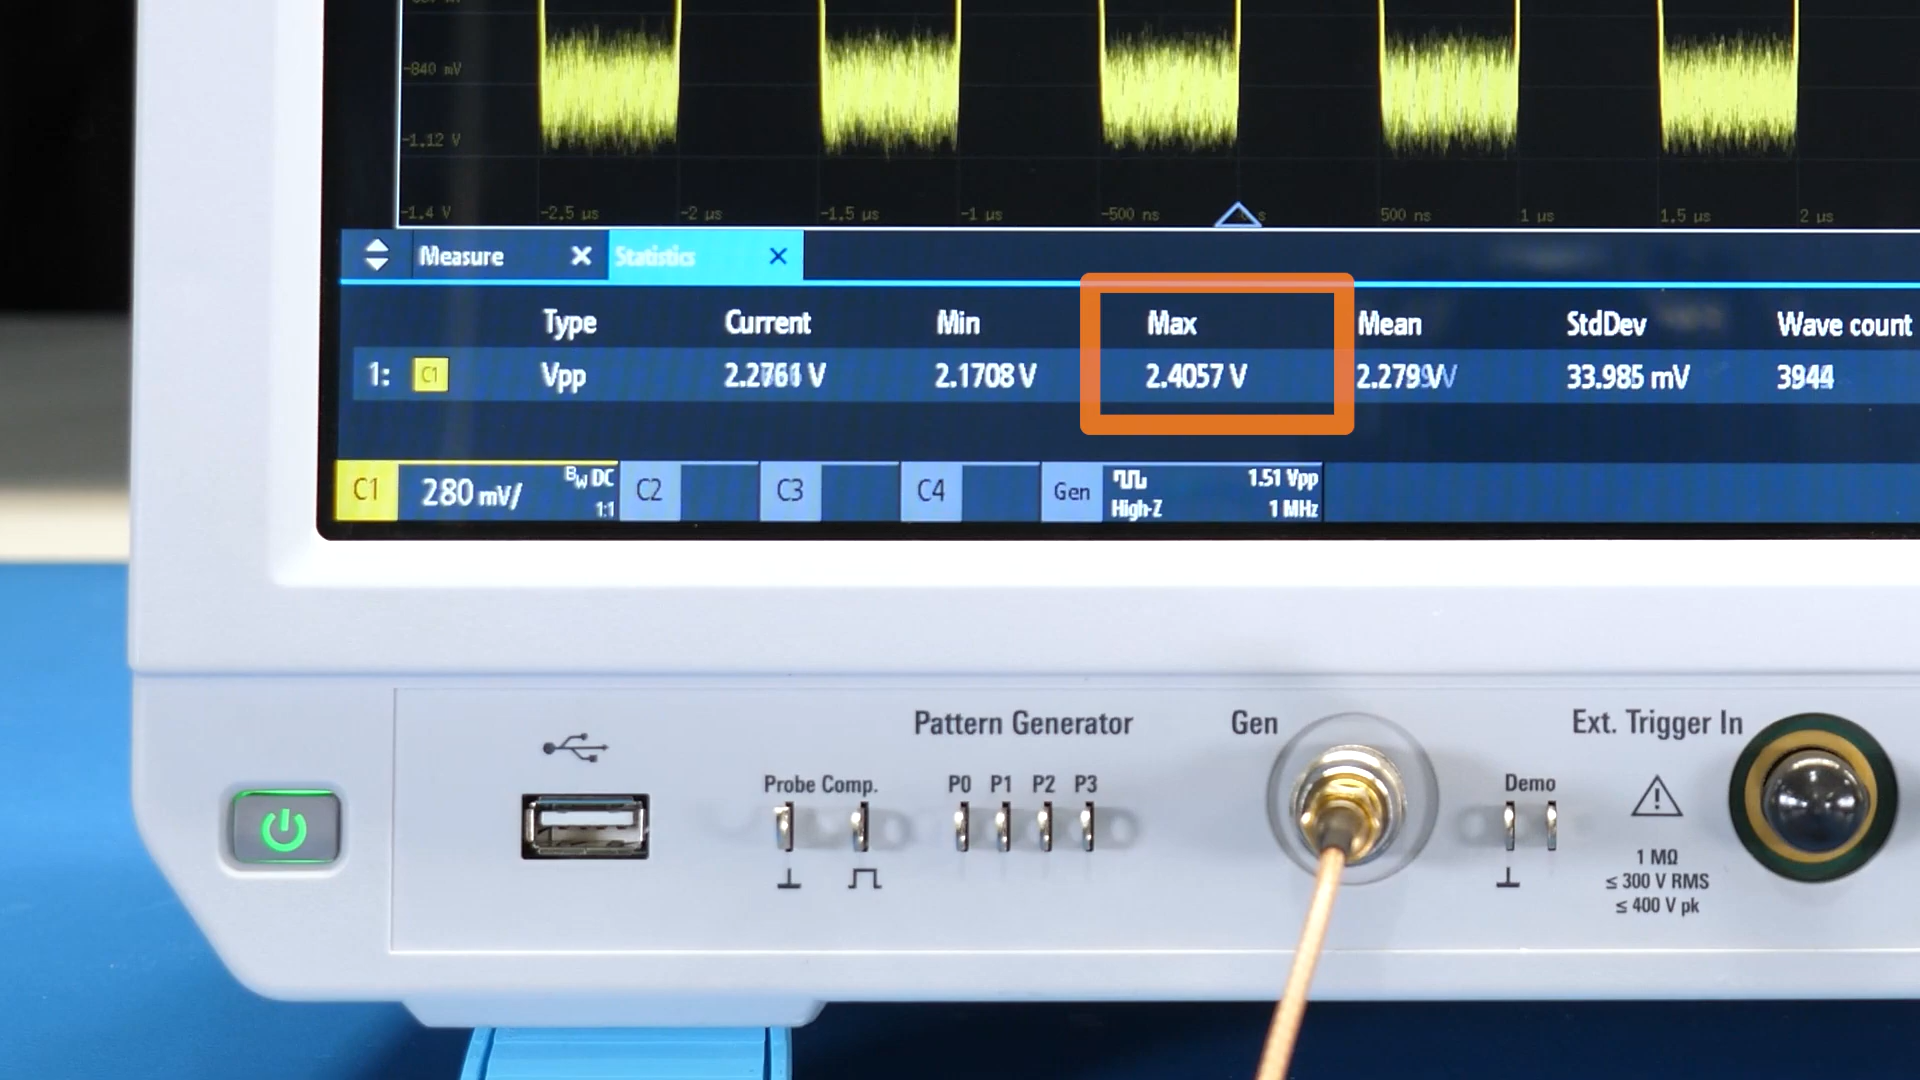 -840 mV
-1.12 V
-1.4 V -2.5 µs -2 µs -1.5 µs -1 µs -500 ns 500 ns 1 µs 1.5 µs 2 µs
Measure Statistics
Type Current Min Max Mean StdDev Wave count
1: C1 Vpp 2.1708 V 2.4057 V 33.985 mV
C1 280 mV/ BW DC 1:1 C2 C3 C4 Gen 1.51 Vpp
High-Z 1 MHz
Pattern Generator Gen Ext. Trigger In
Probe Comp. P0 P1 P2 P3 Demo
1 MΩ
≤ 300 V RMS
≤ 400 V pk